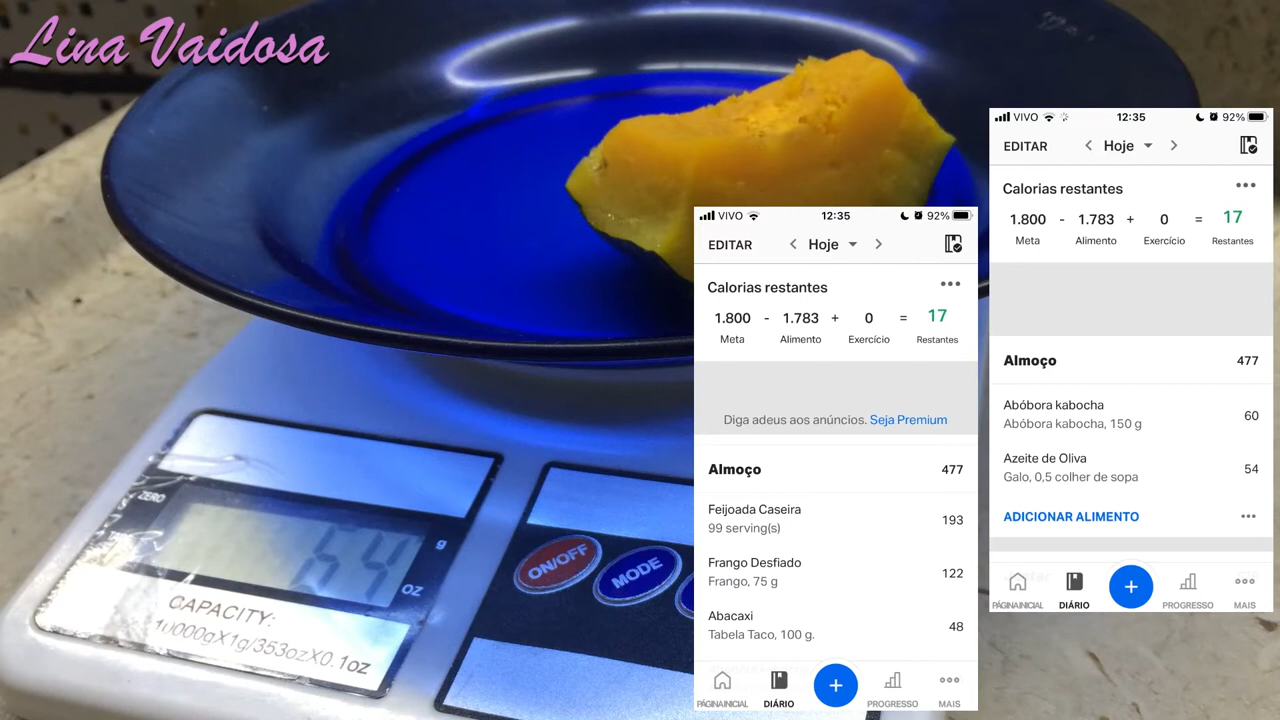 Lina Vaidosa
ZERO
64
g
OZ
CAPACITY:
10000gX1g/353ozX0.1oz
ON/OFF
MODE
VIVO
12:35
92%
EDITAR
Hoje
Calorias restantes
1.800 - 1.783 + 0 = 17
Meta Alimento Exercício Restantes
Diga adeus aos anúncios. Seja Premium
Almoço 477
Feijoada Caseira 193
99 serving(s)
Frango Desfiado 122
Frango, 75 g
Abacaxi 48
Tabela Taco, 100 g.
PÁGINA INICIAL DIÁRIO PROGRESSO MAIS
VIVO
12:35
92%
EDITAR
Hoje
Calorias restantes
1.800 - 1.783 + 0 = 17
Meta Alimento Exercício Restantes
Almoço 477
Abóbora kabocha 60
Abóbora kabocha, 150 g
Azeite de Oliva 54
Galo, 0,5 colher de sopa
ADICIONAR ALIMENTO
PÁGINA INICIAL DIÁRIO PROGRESSO MAIS